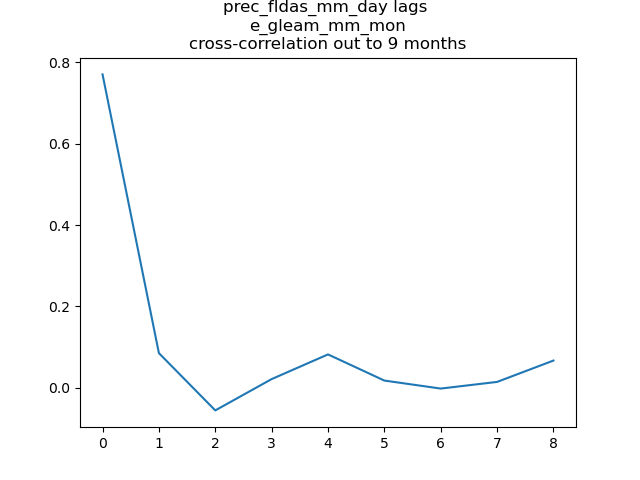 prec_fldas_mm_day lags
e_gleam_mm_mon
cross-correlation out to 9 months
0.8
0.6
0.4
0.2
0.0
0 1 2 3 4 5 6 7 8